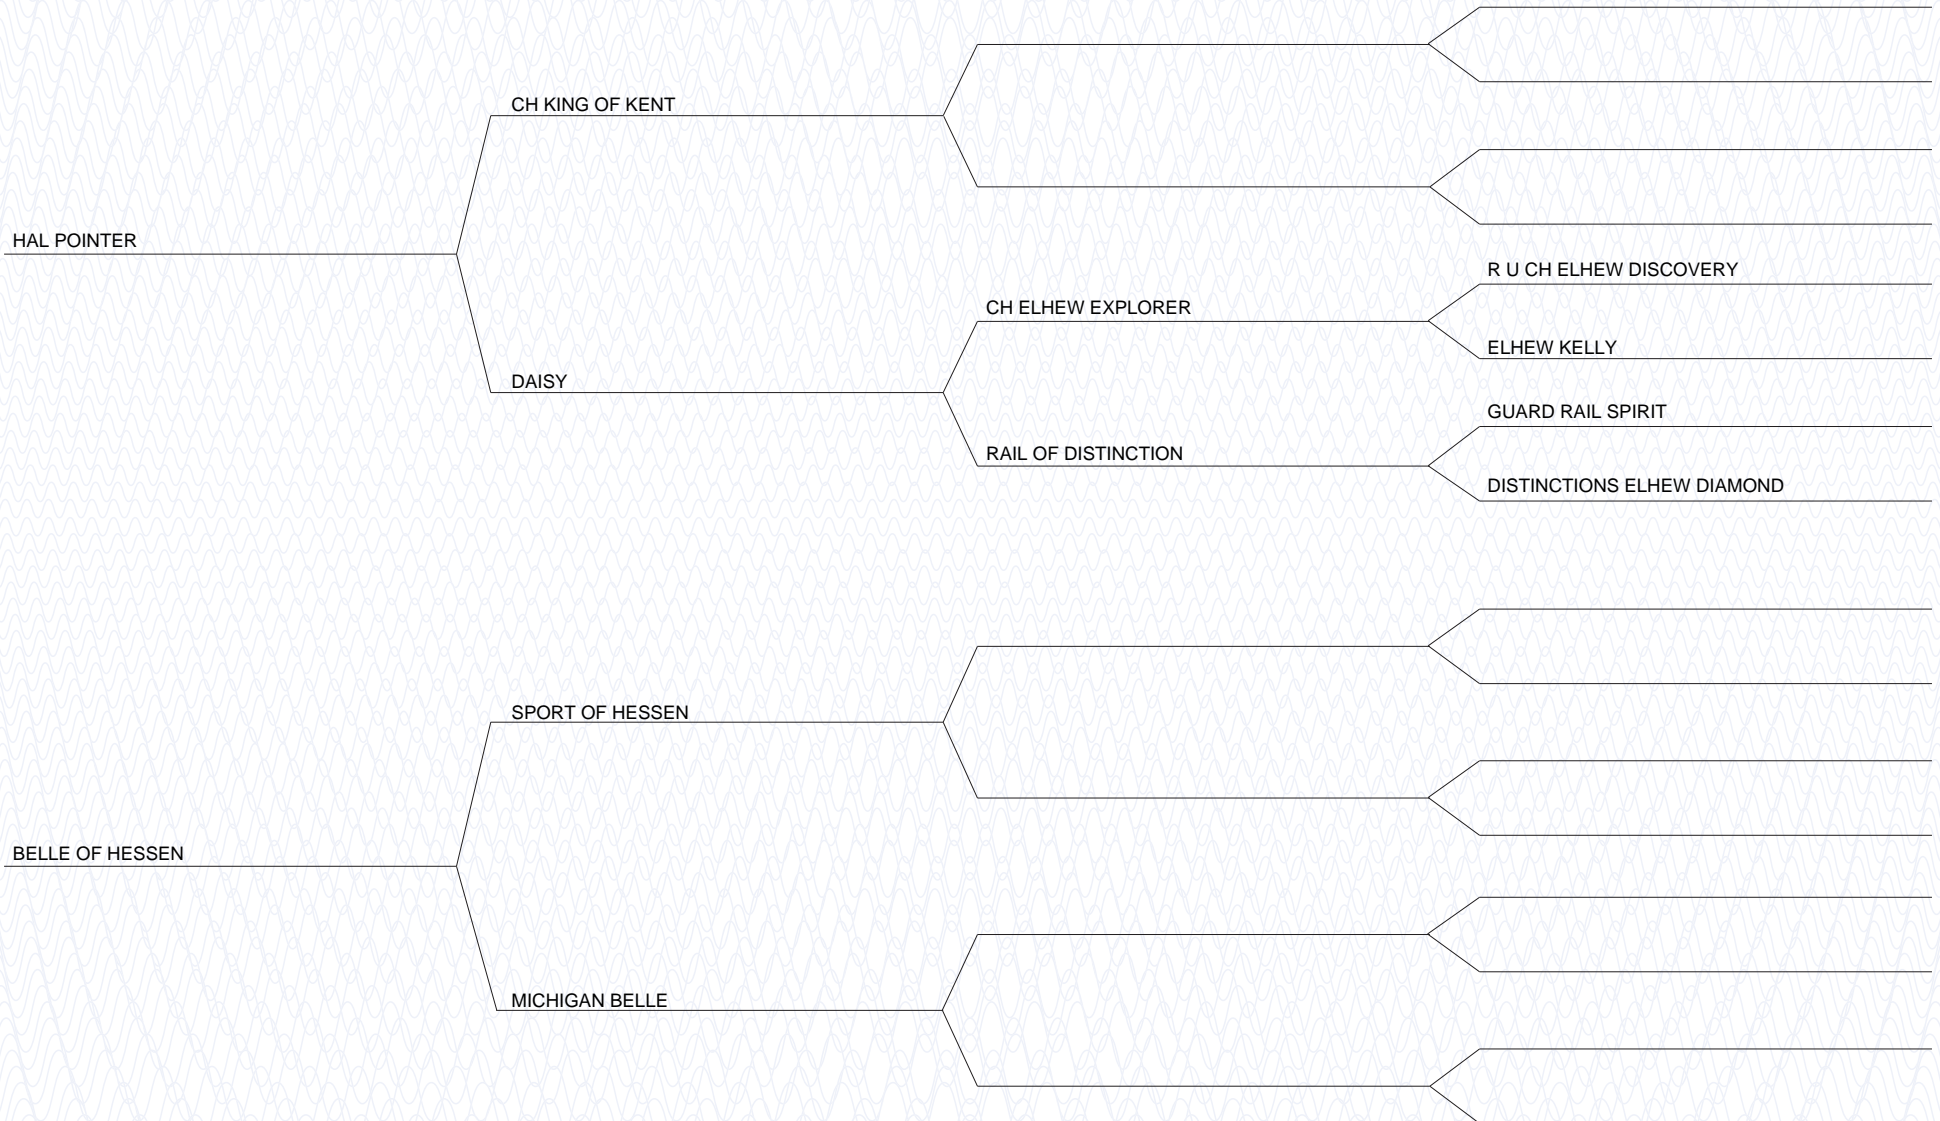 CH KING OF KENT
HAL POINTER
R U CH ELHEW DISCOVERY
CH ELHEW EXPLORER
ELHEW KELLY
DAISY
GUARD RAIL SPIRIT
RAIL OF DISTINCTION
DISTINCTIONS ELHEW DIAMOND
SPORT OF HESSEN
BELLE OF HESSEN
MICHIGAN BELLE